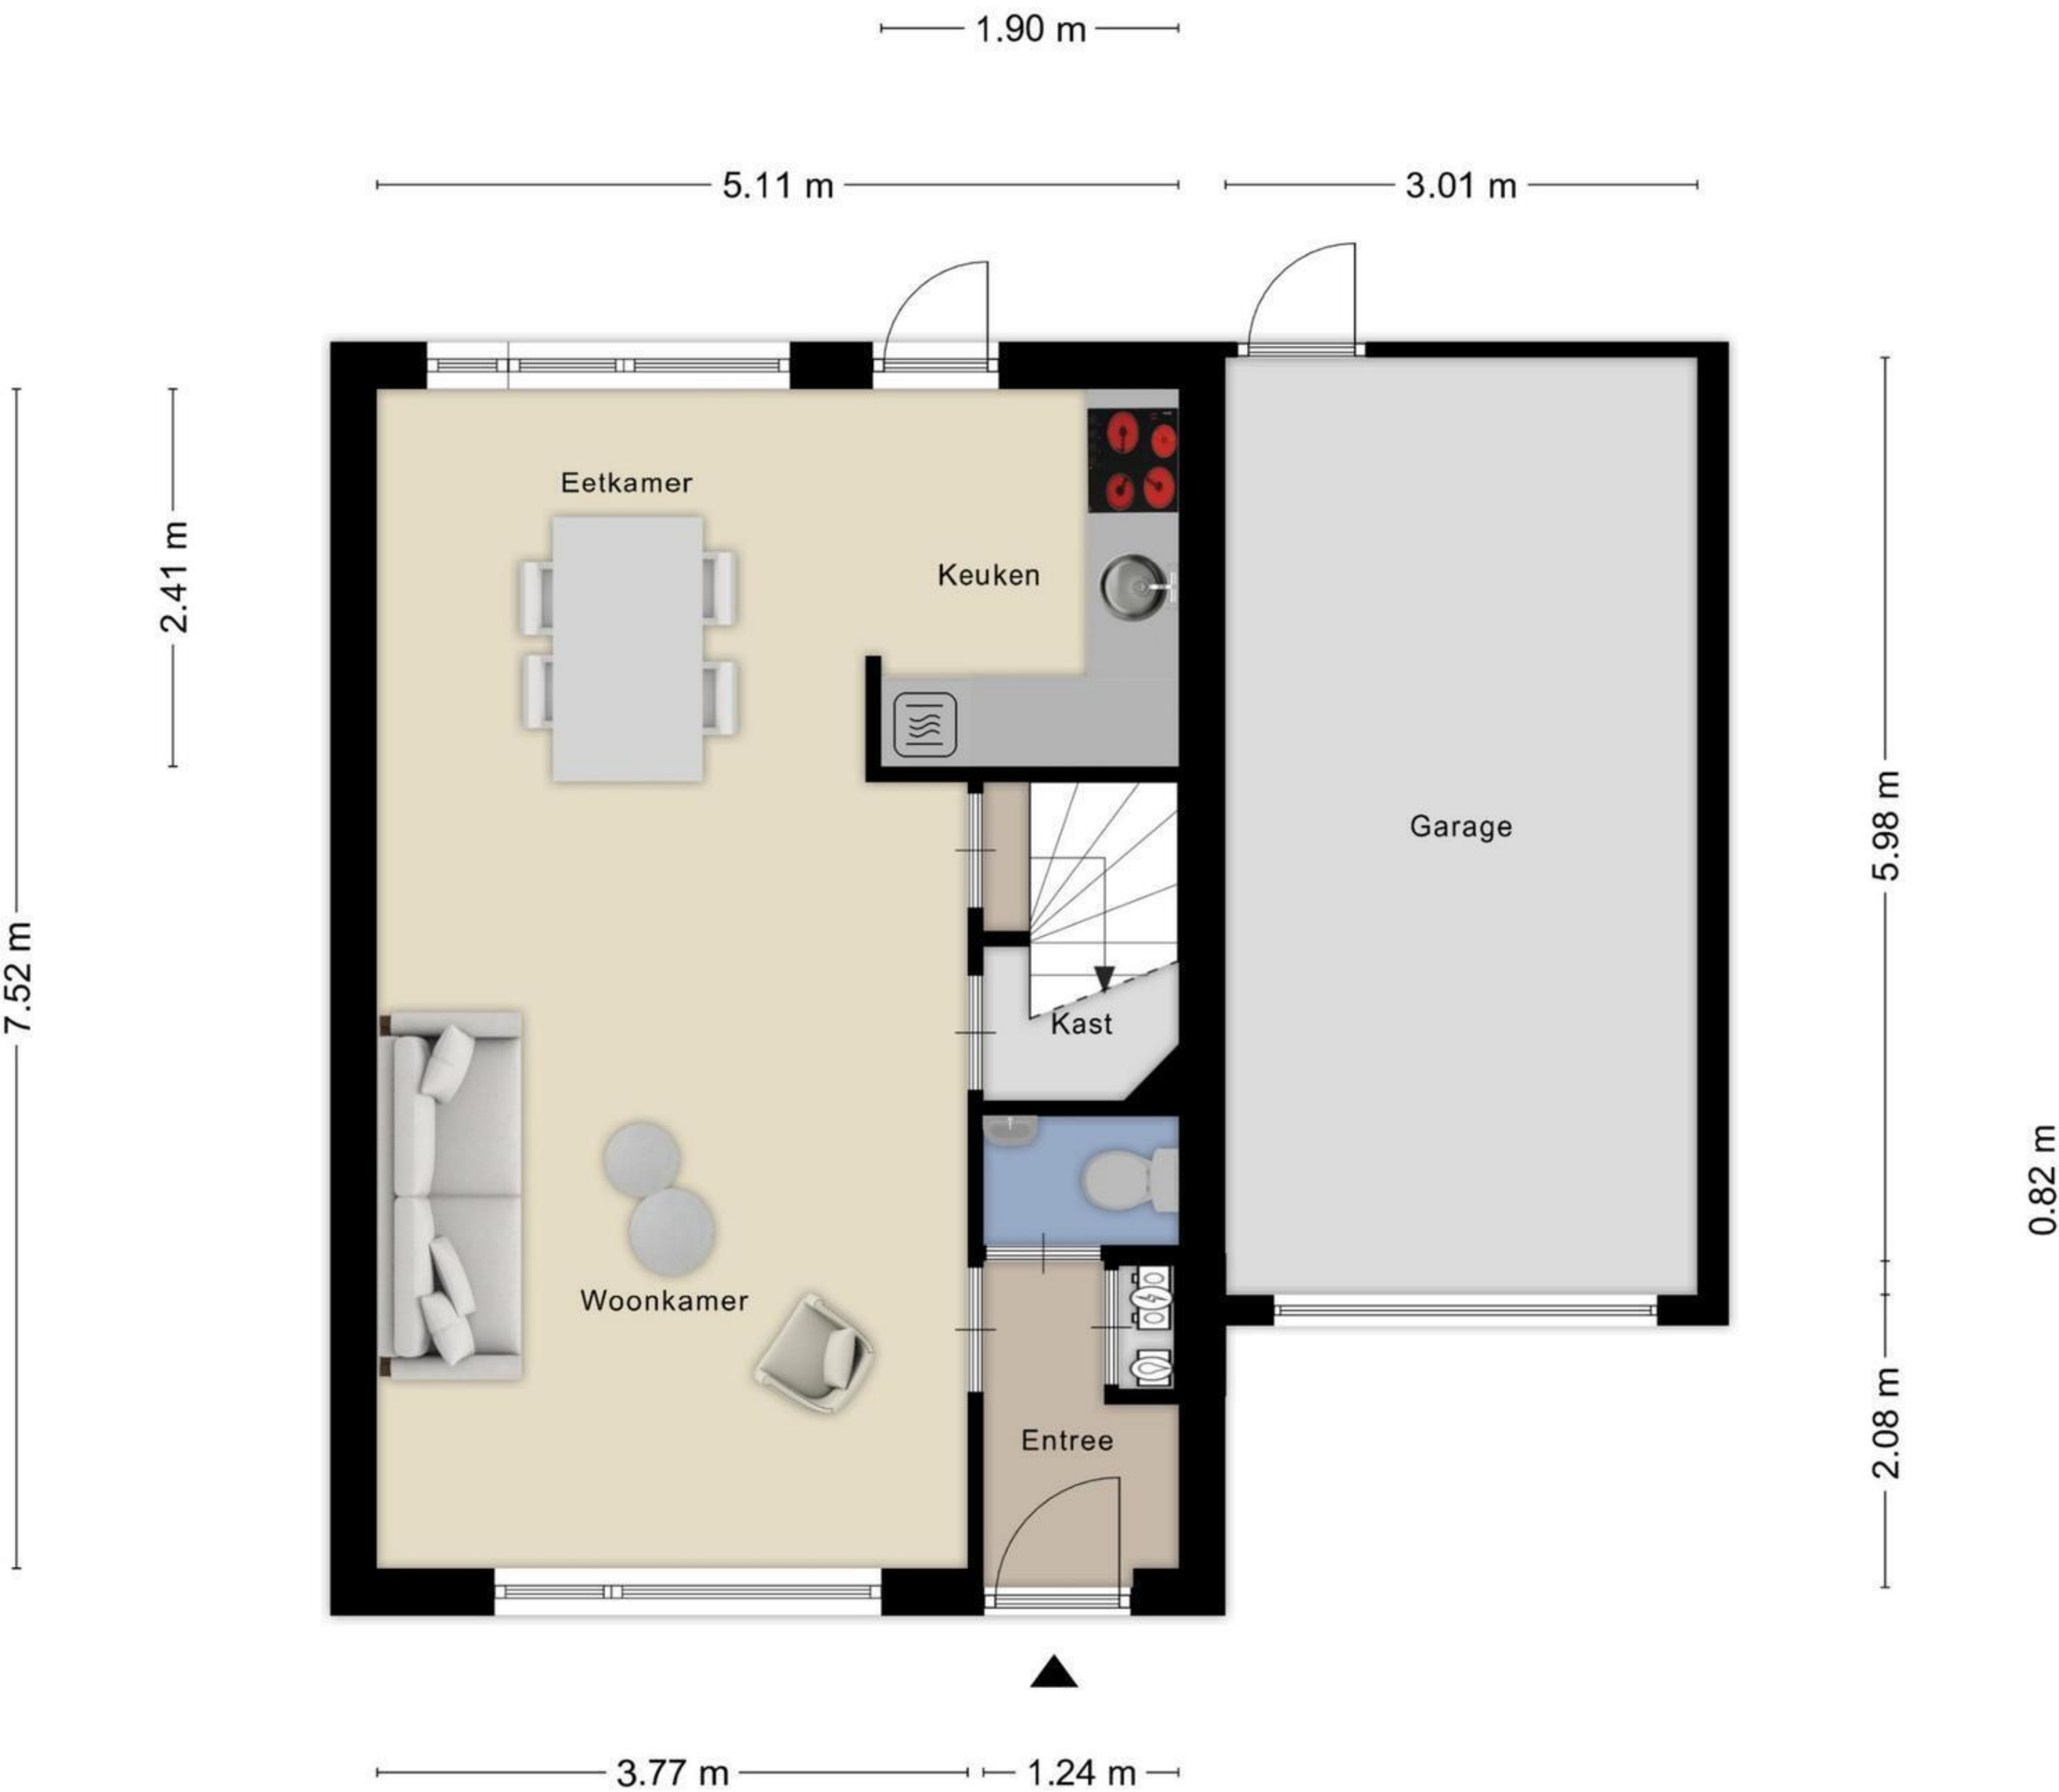 1.90 m
5.11 m
3.01 m
2.41 m
Eetkamer
Keuken
Garage
5.98 m
7.52 m
Kast
0.82 m
Woonkamer
Entree
2.08 m
3.77 m
1.24 m